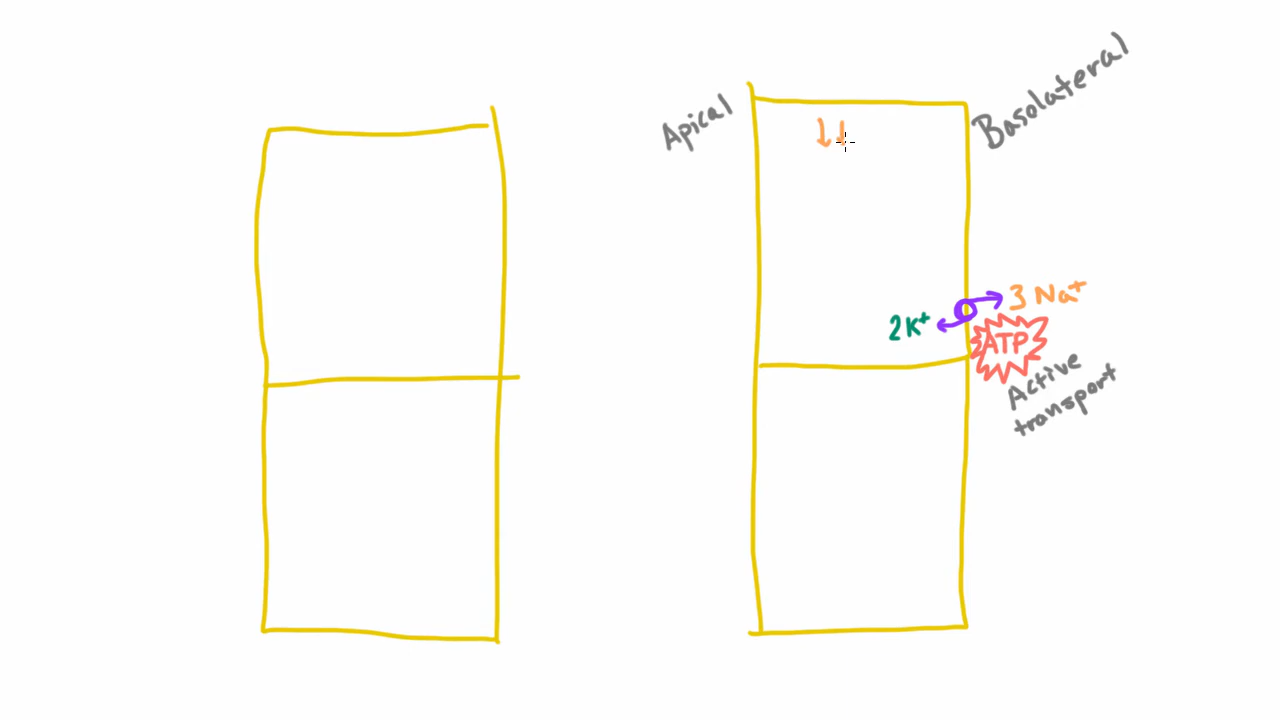 Apical
Basolateral
↓↓
3 Na⁺
2K⁺
ATP
Active
transport